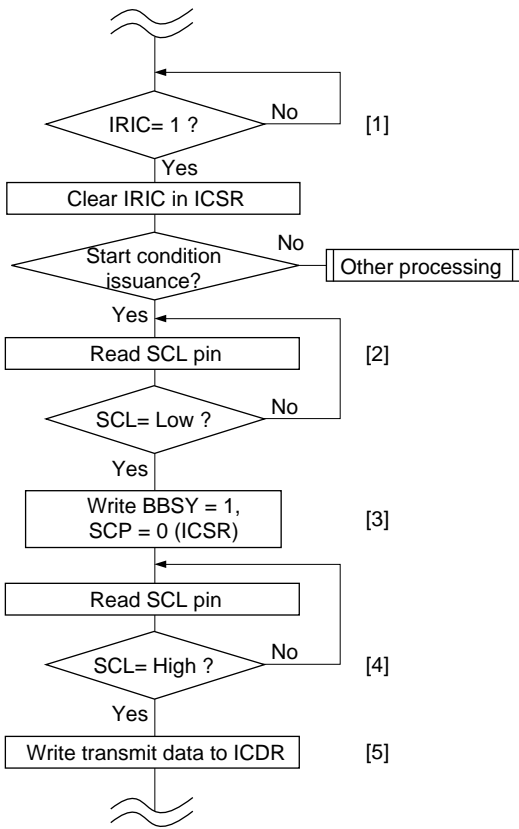 IRIC= 1 ?
No
[1]
Yes
Clear IRIC in ICSR
Start condition
issuance?
No
Other processing
Yes
Read SCL pin
[2]
SCL= Low ?
No
Yes
Write BBSY = 1,
SCP = 0 (ICSR)
[3]
Read SCL pin
SCL= High ?
No
[4]
Yes
Write transmit data to ICDR
[5]